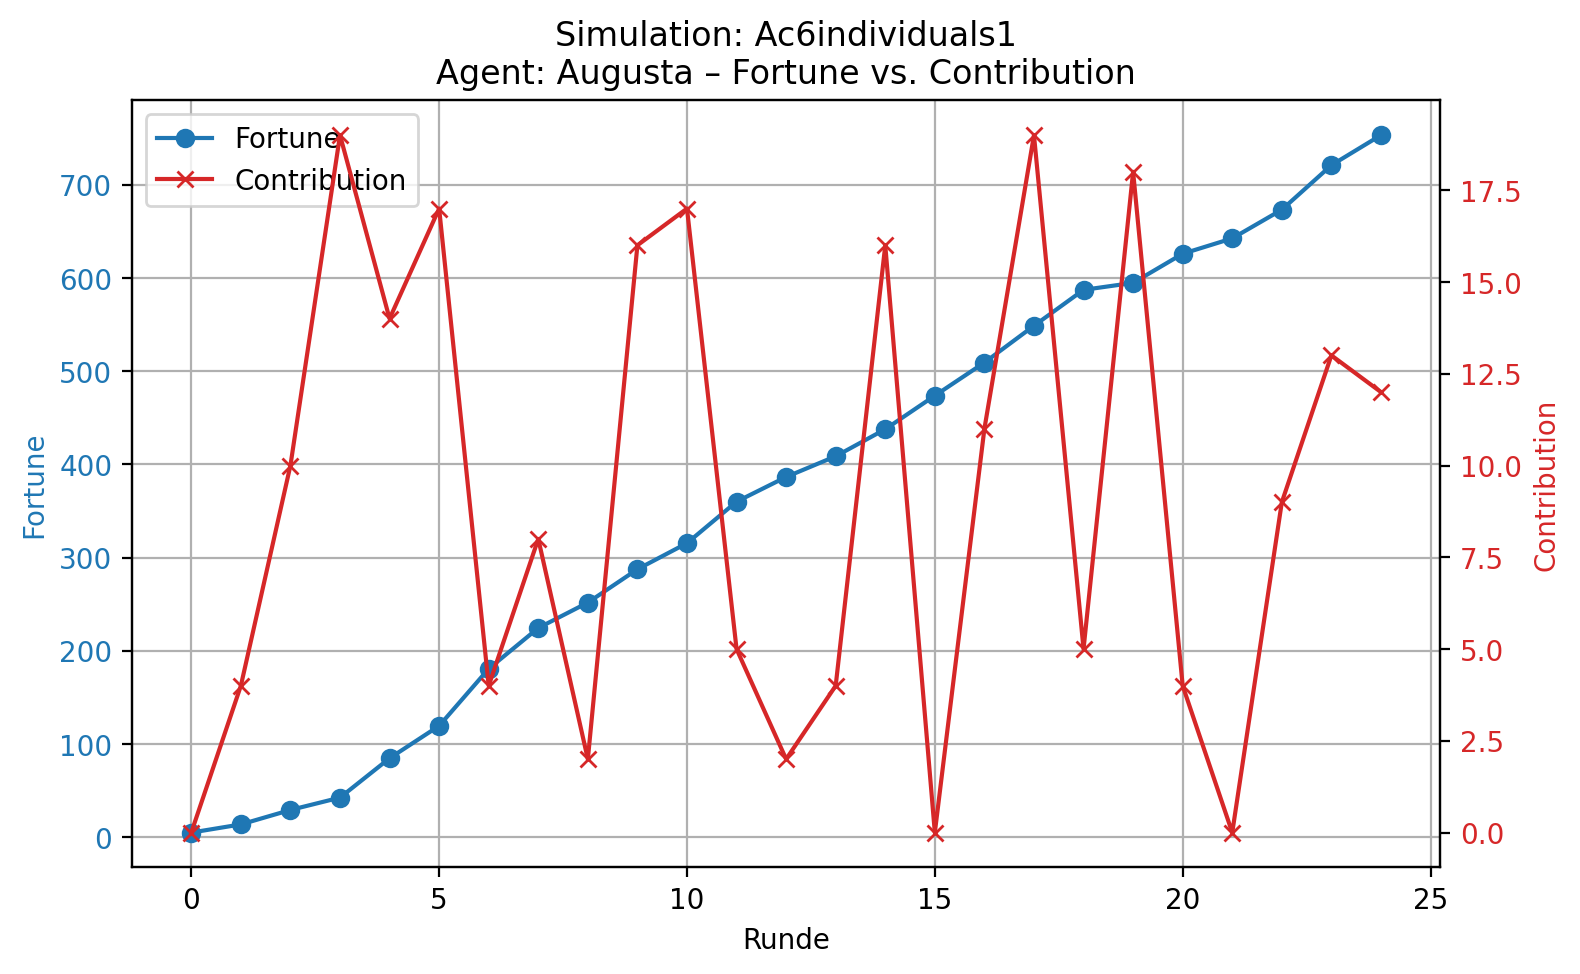 Simulation: Ac6individuals1
Agent: Augusta – Fortune vs. Contribution
Fortune
Contribution
700
600
500
400
300
200
100
0
Fortune
17.5
15.0
12.5
10.0
7.5
5.0
2.5
0.0
Contribution
0 5 10 15 20 25
Runde